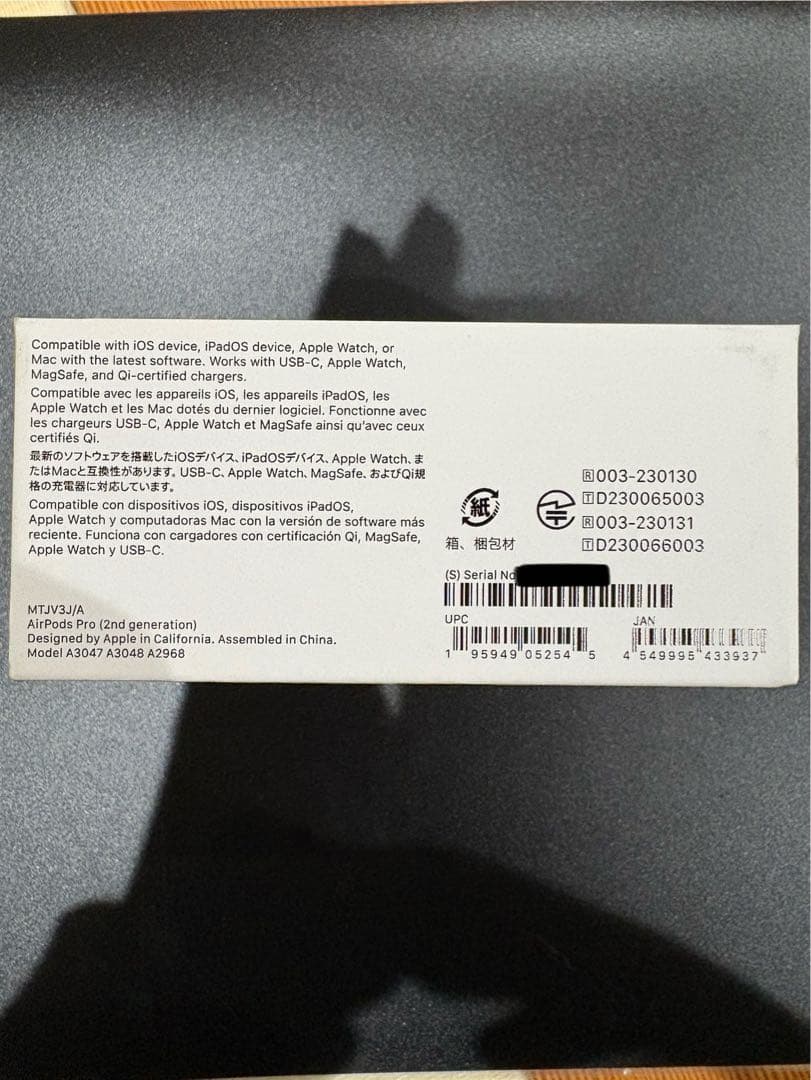 Compatible with iOS device, iPadOS device, Apple Watch, or
Mac with the latest software. Works with USB-C, Apple Watch,
MagSafe, and Qi-certified chargers.
Compatible avec les appareils iOS, les appareils iPadOS, les
Apple Watch et les Mac dotés du dernier logiciel. Fonctionne avec
les chargeurs USB-C, Apple Watch et MagSafe ainsi qu'avec ceux
certifiés Qi.
最新のソフトウェアを搭載したiOSデバイス、iPadOSデバイス、Apple Watch、ま
たはMacと互換性があります。USB-C、Apple Watch、MagSafe、およびQi規
格の充電器に対応しています。
Compatible con dispositivos iOS, dispositivos iPadOS,
Apple Watch y computadoras Mac con la versión de software más
reciente. Funciona con cargadores con certificación Qi, MagSafe,
Apple Watch y USB-C.
MTJV3J/A
AirPods Pro (2nd generation)
Designed by Apple in California. Assembled in China.
Model A3047 A3048 A2968
紙
箱、梱包材
R 003-230130
T D230065003
R 003-231131
T D230066003
(S) Serial No
UPC
1 95949 05254 5
JAN
4 549995 433937